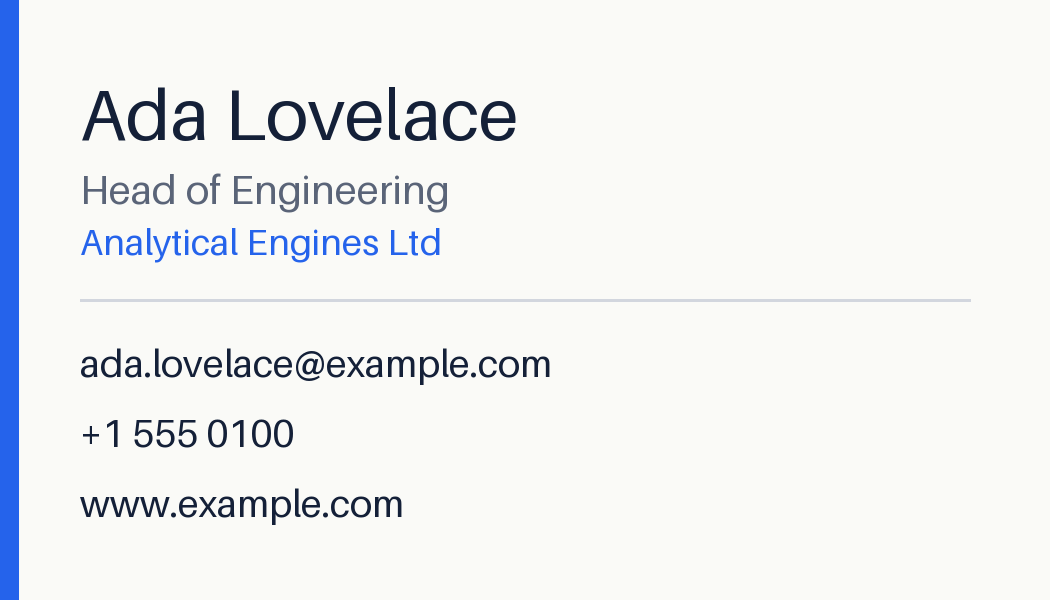 Ada Lovelace
Head of Engineering
Analytical Engines Ltd
ada.lovelace@example.com
+1 555 0100
www.example.com